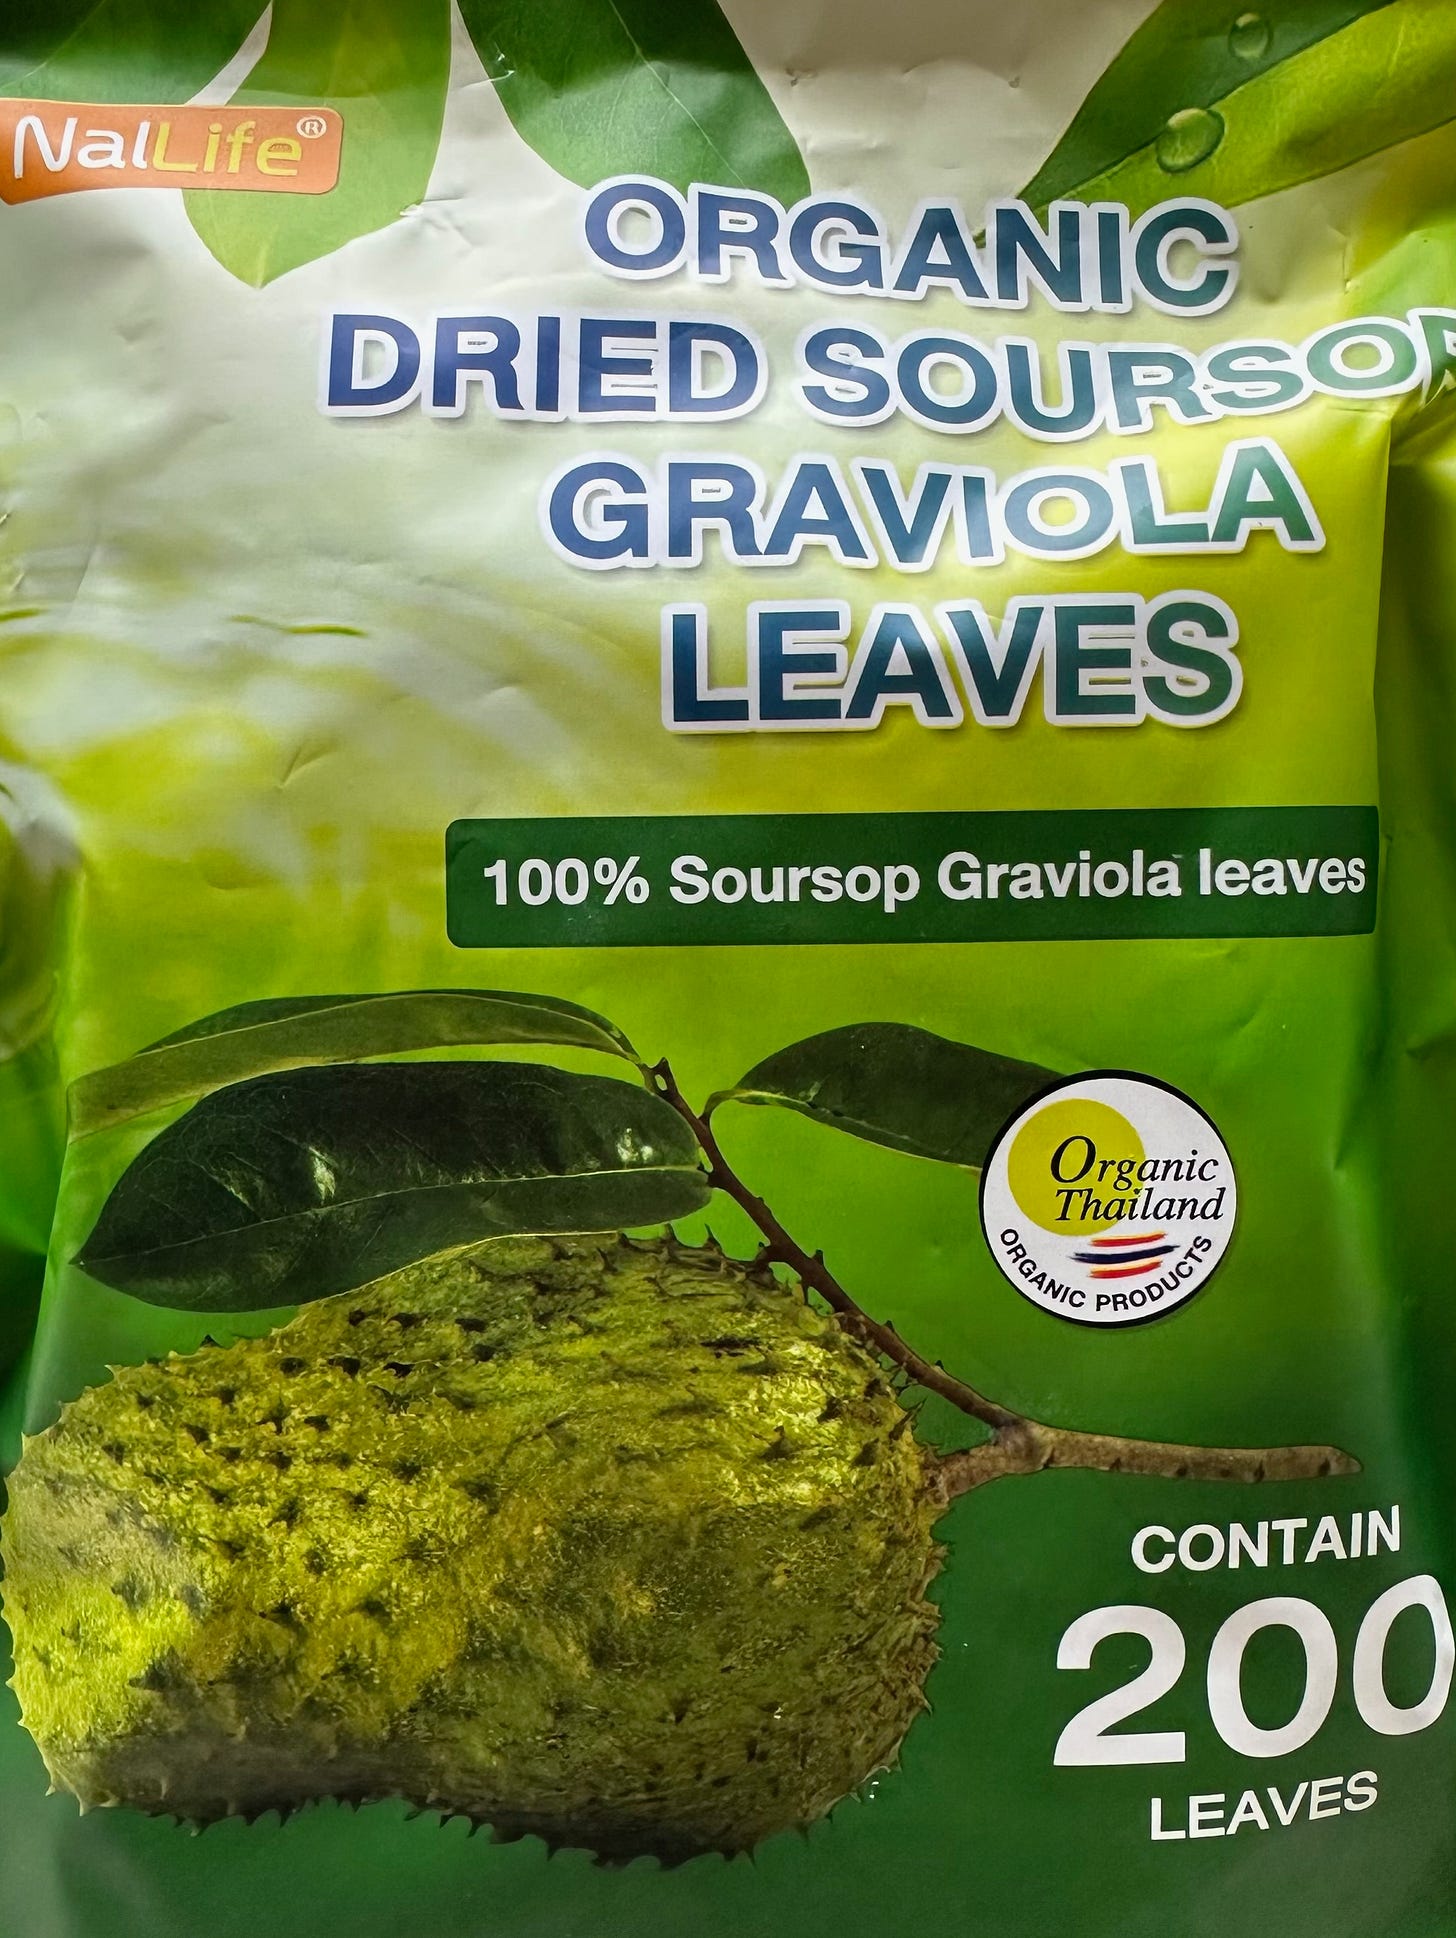 NalLife®
ORGANIC
DRIED SOURSOP
GRAVIOLA
LEAVES
100% Soursop Graviola leaves
Organic
Thailand
ORGANIC PRODUCTS
CONTAIN
200
LEAVES